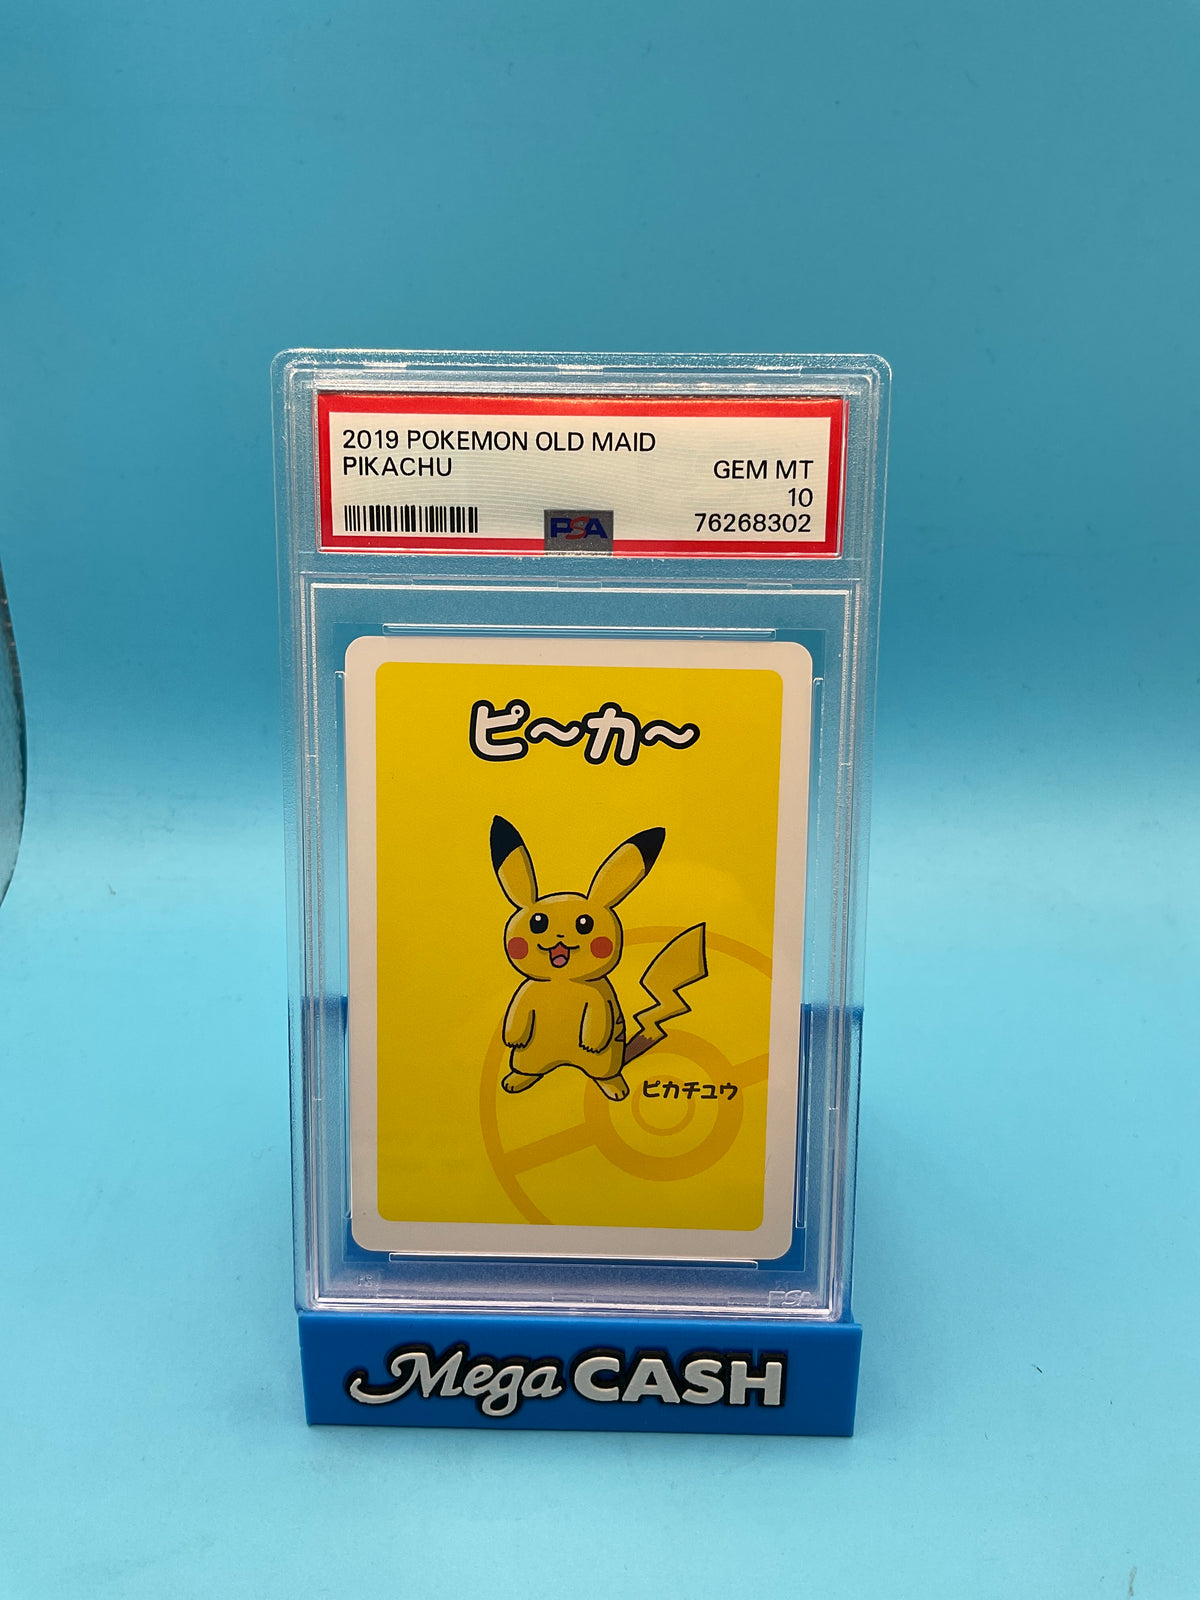 2019 POKEMON OLD MAID
PIKACHU
GEM MT
10
76268302
PSA
ピ〜カ〜
ピカチュウ
PSA
Mega CASH